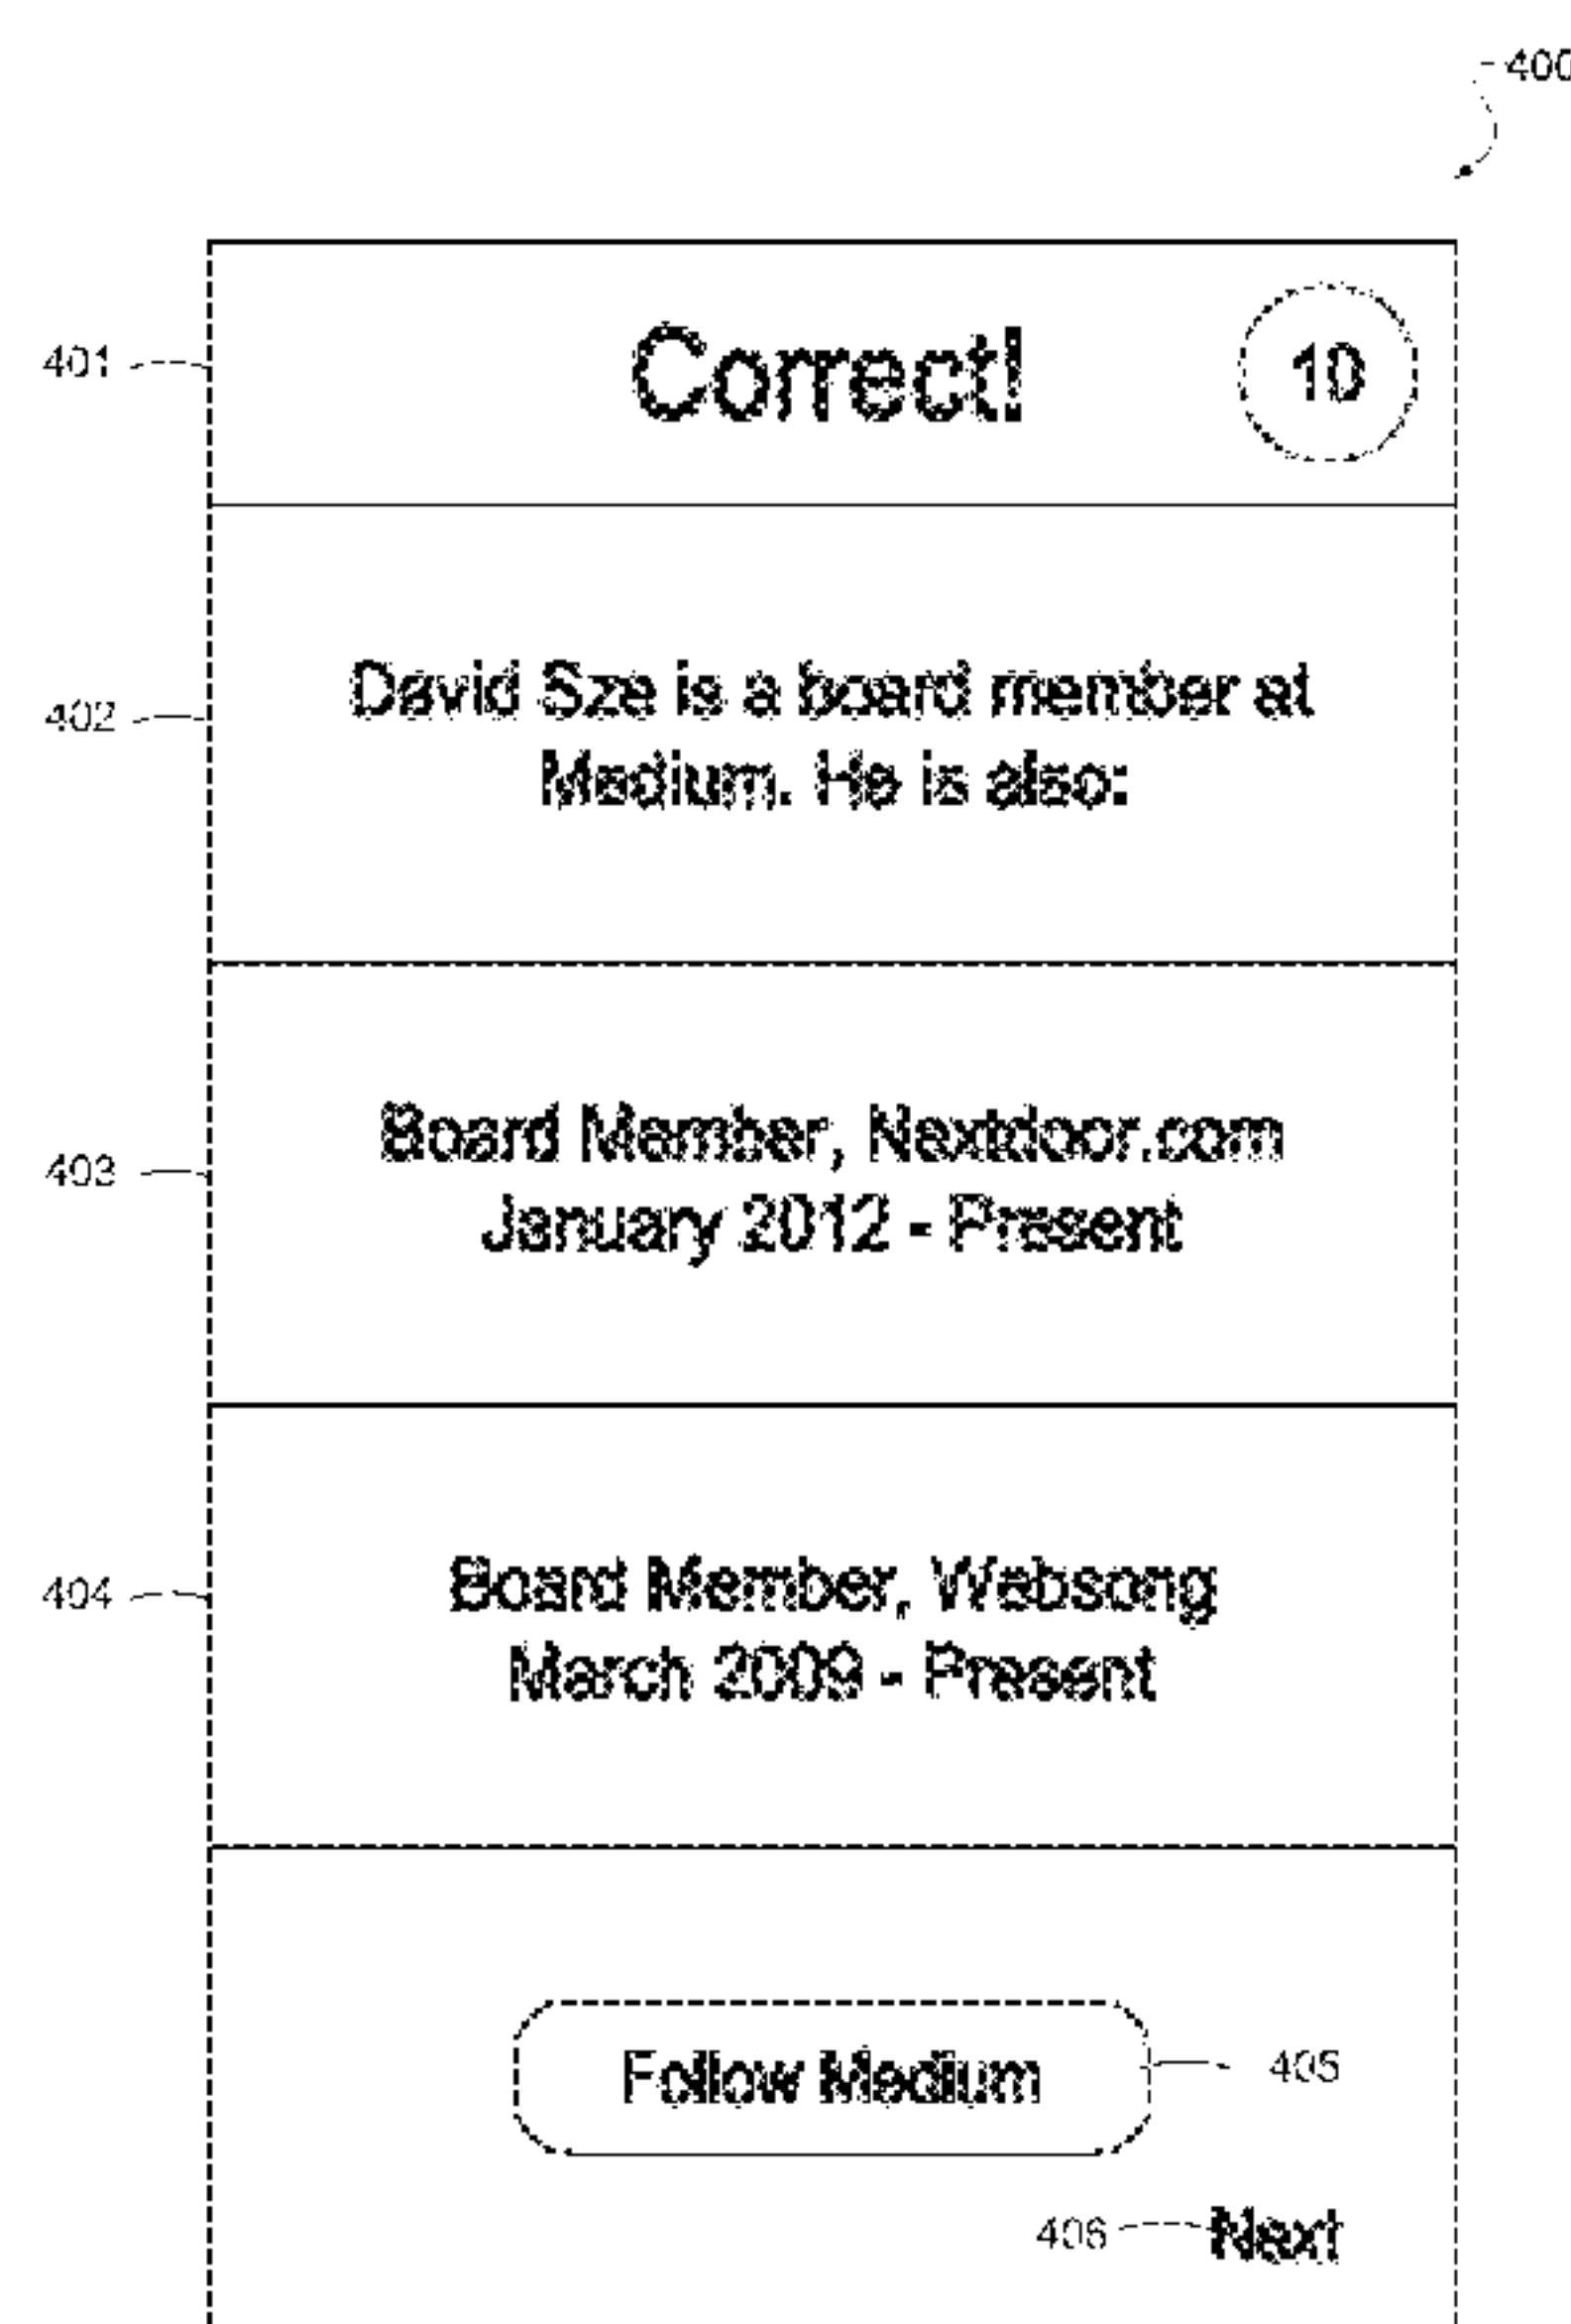 400
401
Correct!
10
402
David Sze is a board member at
Medium. He is also:
403
Board Member, Nextdoor.com
January 2012 - Present
404
Board Member, Websong
March 2009 - Present
Follow Medium
405
406
Next